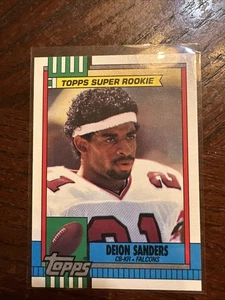 TOPPS SUPER ROOKIE
21
DEION SANDERS
CB-KR • FALCONS
TOPPS